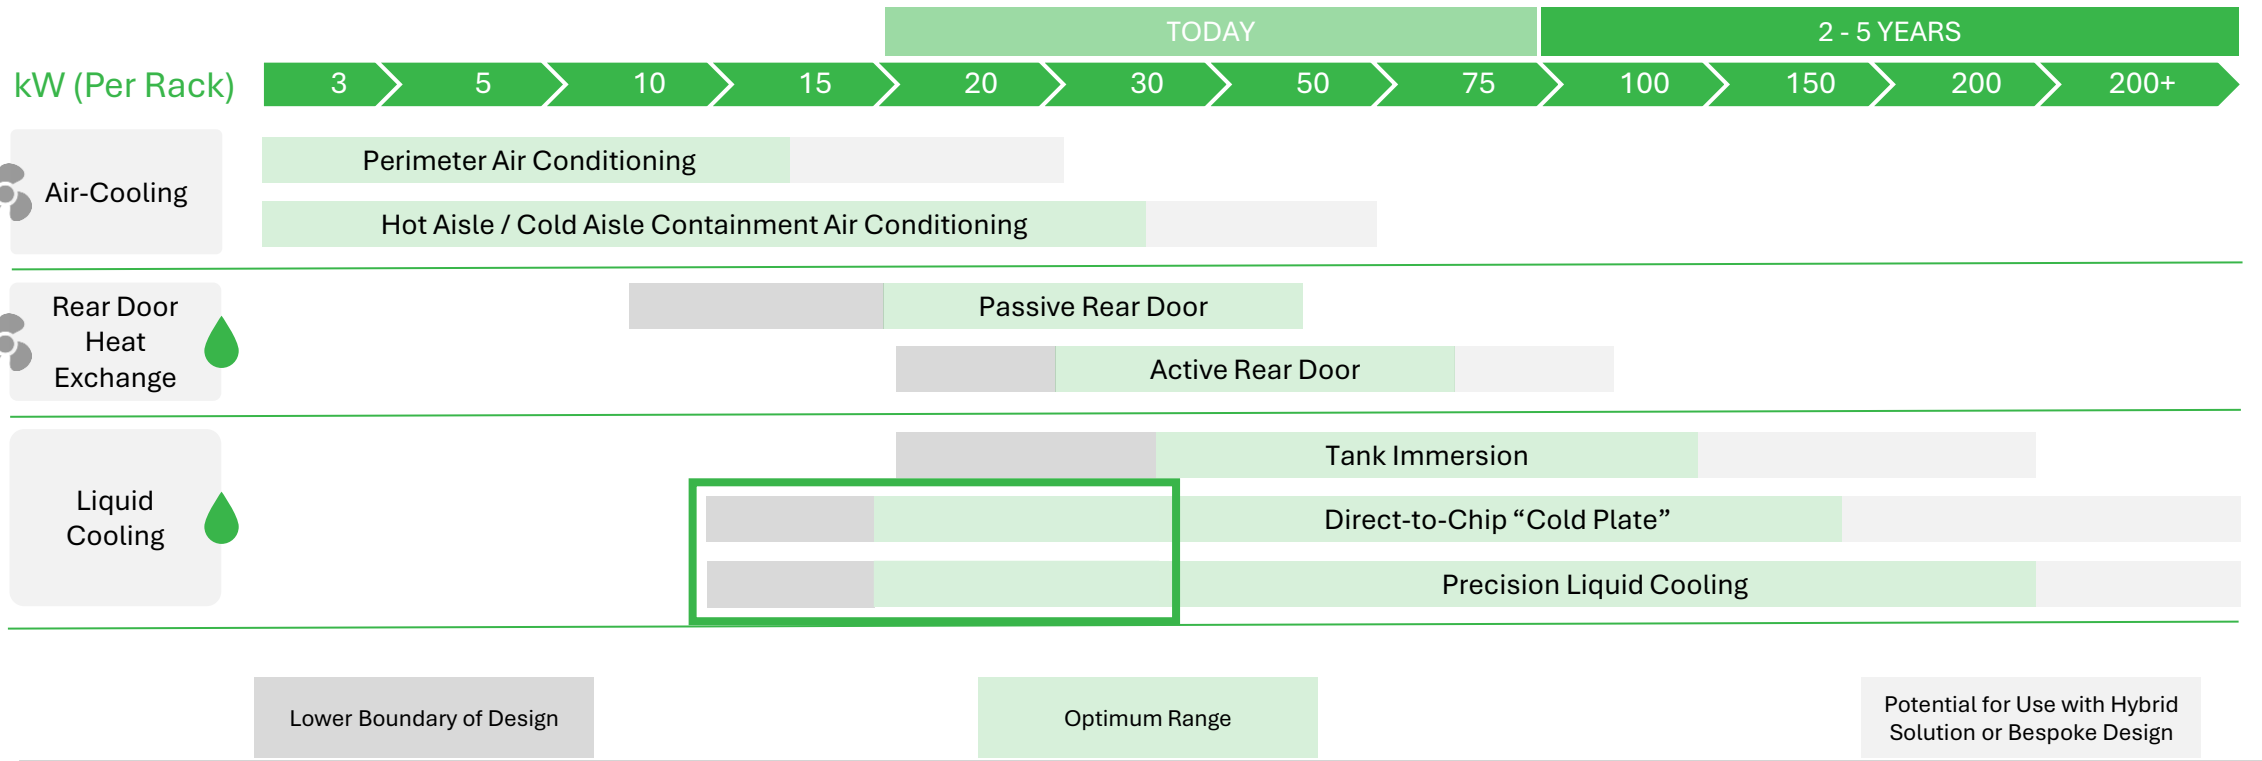 TODAY
2 - 5 YEARS
kW (Per Rack)
3
5
10
15
20
30
50
75
100
150
200
200+
Air-Cooling
Perimeter Air Conditioning
Hot Aisle / Cold Aisle Containment Air Conditioning
Rear Door
Heat
Exchange
Passive Rear Door
Active Rear Door
Liquid
Cooling
Tank Immersion
Direct-to-Chip “Cold Plate”
Precision Liquid Cooling
Lower Boundary of Design
Optimum Range
Potential for Use with Hybrid
Solution or Bespoke Design